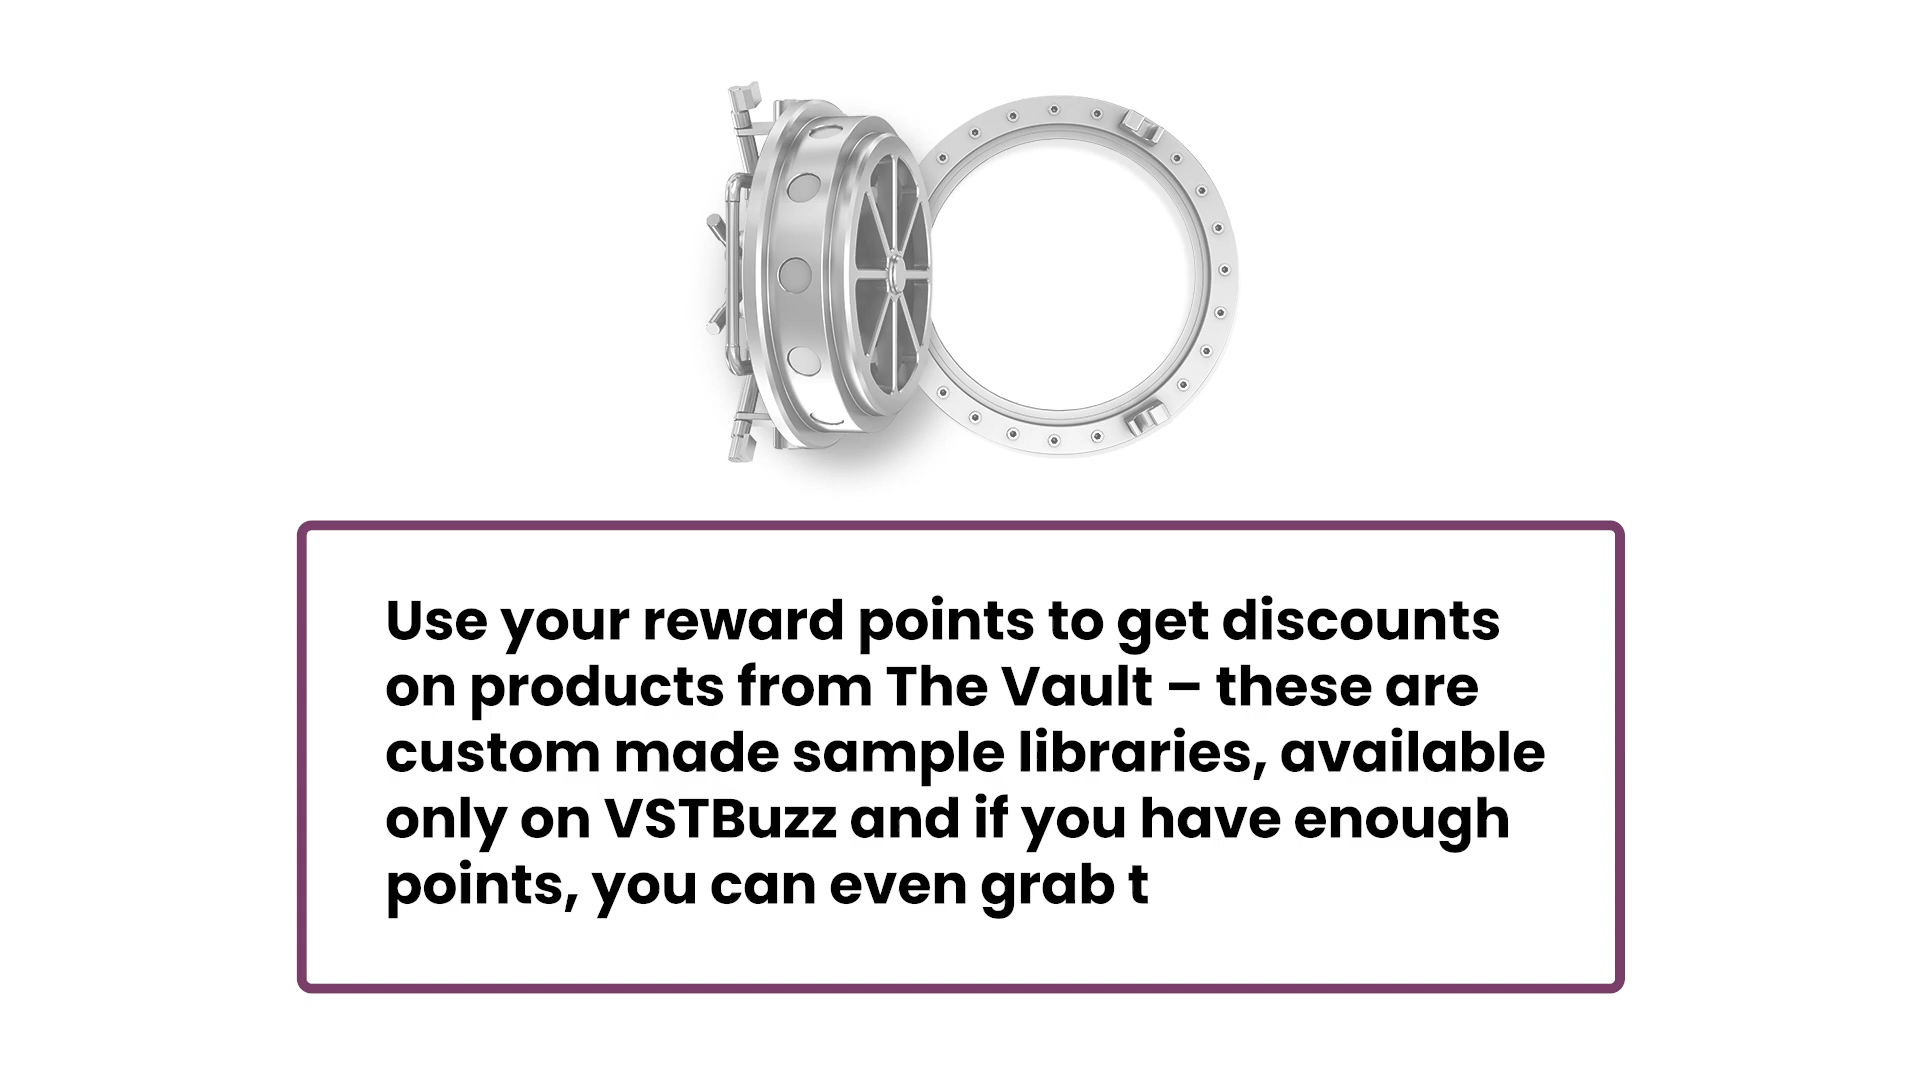 Use your reward points to get discounts
on products from The Vault – these are
custom made sample libraries, available
only on VSTBuzz and if you have enough
points, you can even grab t